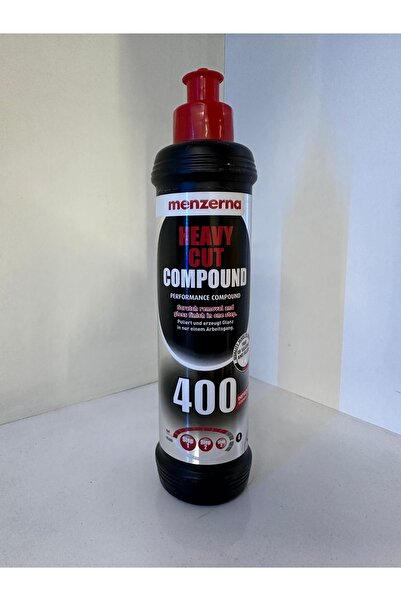 menzerna
HEAVY
CUT
COMPOUND
PERFORMANCE COMPOUND
Scratch removal and
gloss finish in one step.
Poliert und erzeugt Glanz
in nur einem Arbeitsgang.
400